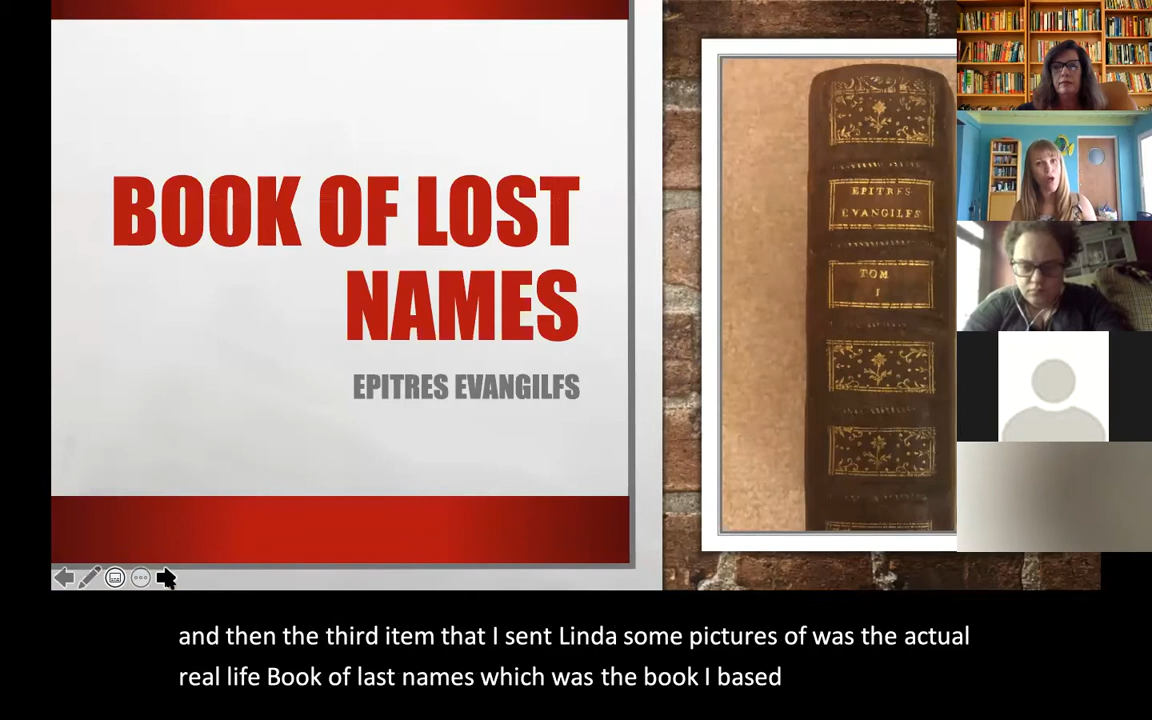 BOOK OF LOST
NAMES
EPITRES EVANGILFS
EPITRES
EVANGILFS
TOM
I
and then the third item that I sent Linda some pictures of was the actual
real life Book of last names which was the book I based